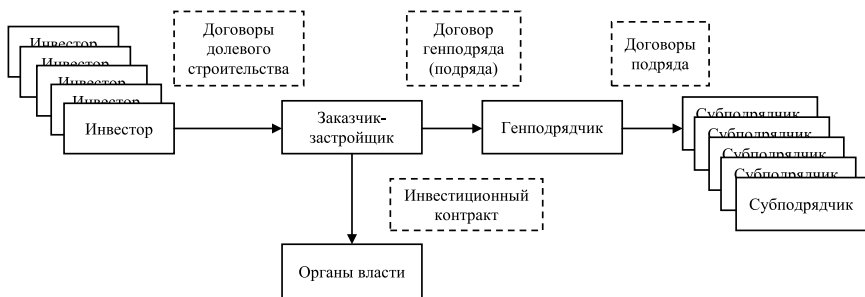 Инвестор
Инвестор
Инвестор
Инвестор
Инвестор
Договоры
долевого
строительства
Заказчик-
застройщик
Договор
генподряда
(подряда)
Генподрядчик
Договоры
подряда
Субподрядчик
Субподрядчик
Субподрядчик
Субподрядчик
Субподрядчик
Инвестиционный
контракт
Органы власти